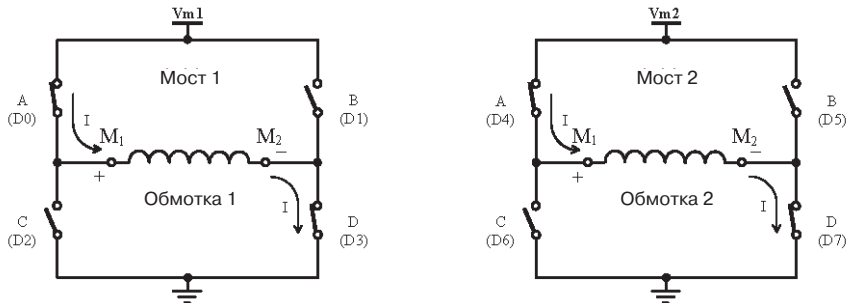 Vm1
Мост 1
A
(D0)
I
B
(D1)
M1
M2
+
−
Обмотка 1
C
(D2)
I
D
(D3)
Vm2
Мост 2
A
(D4)
I
B
(D5)
M1
M2
+
−
Обмотка 2
C
(D6)
I
D
(D7)